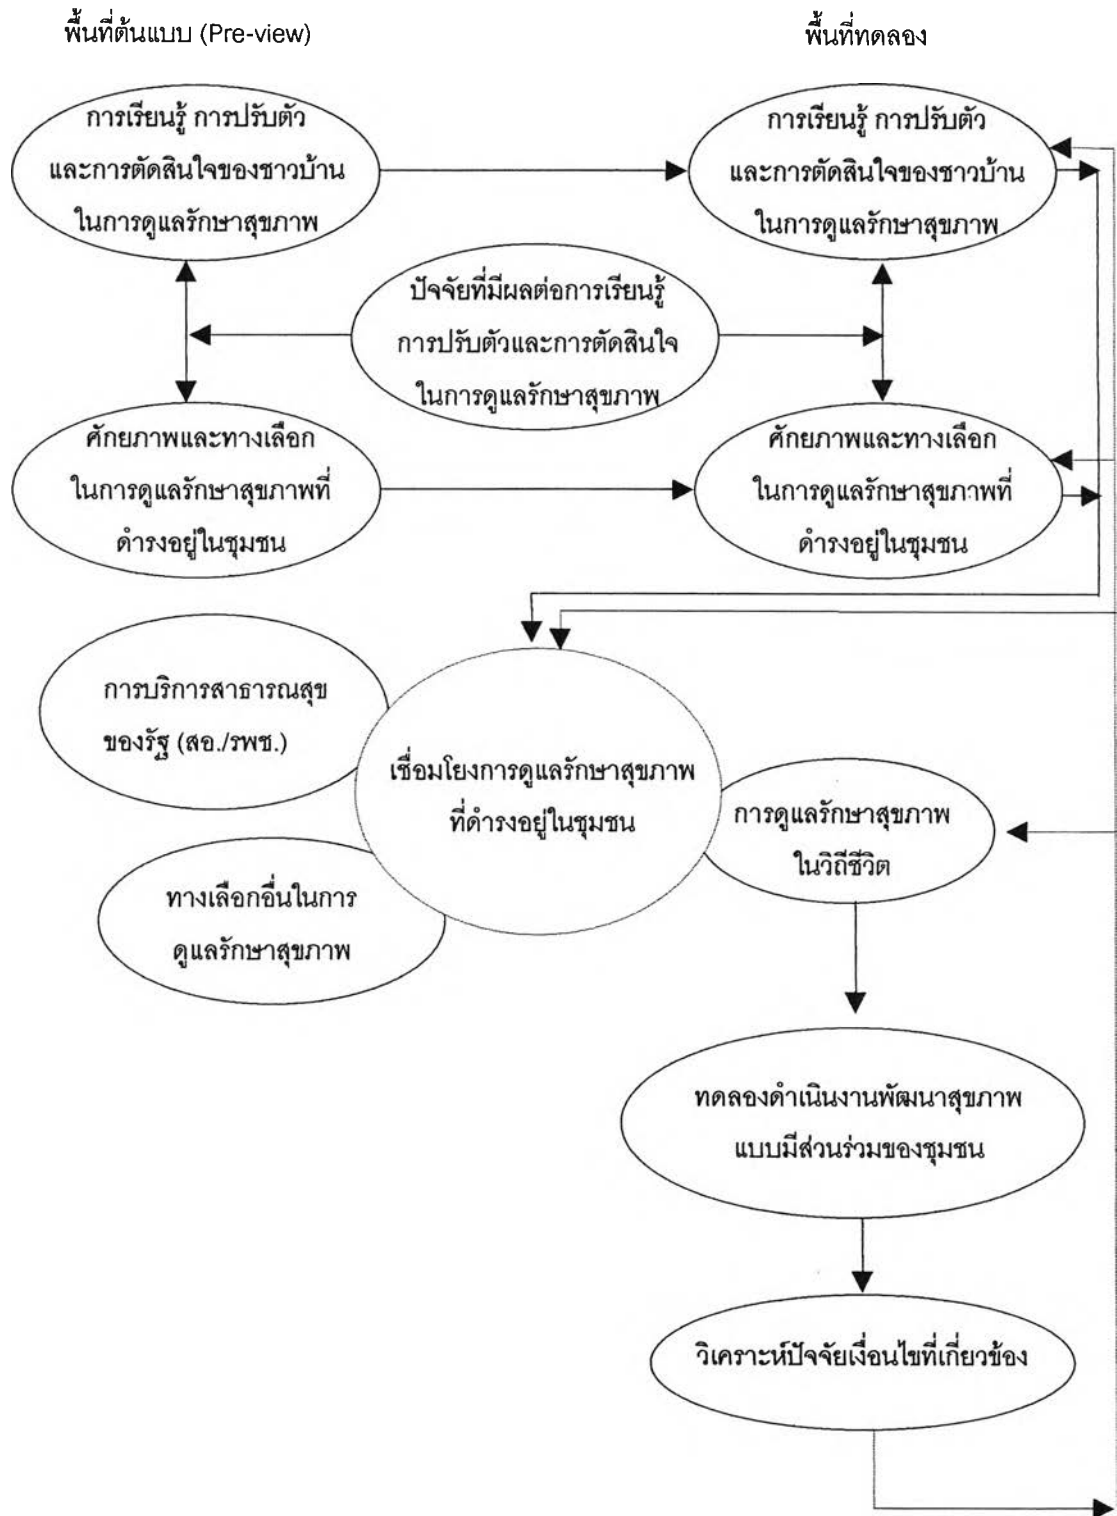 พื้นที่ต้นแบบ (Pre-view)
พื้นที่ทดลอง
การเรียนรู้ การปรับตัว
และการตัดสินใจของชาวบ้าน
ในการดูแลรักษาสุขภาพ
การเรียนรู้ การปรับตัว
และการตัดสินใจของชาวบ้าน
ในการดูแลรักษาสุขภาพ
ปัจจัยที่มีผลต่อการเรียนรู้
การปรับตัวและการตัดสินใจ
ในการดูแลรักษาสุขภาพ
ศักยภาพและทางเลือก
ในการดูแลรักษาสุขภาพที่
ดำรงอยู่ในชุมชน
ศักยภาพและทางเลือก
ในการดูแลรักษาสุขภาพที่
ดำรงอยู่ในชุมชน
การบริการสาธารณสุข
ของรัฐ (สอ./รพช.)
เชื่อมโยงการดูแลรักษาสุขภาพ
ที่ดำรงอยู่ในชุมชน
การดูแลรักษาสุขภาพ
ในวิถีชีวิต
ทางเลือกอื่นในการ
ดูแลรักษาสุขภาพ
ทดลองดำเนินงานพัฒนาสุขภาพ
แบบมีส่วนร่วมของชุมชน
วิเคราะห์ปัจจัยเงื่อนไขที่เกี่ยวข้อง